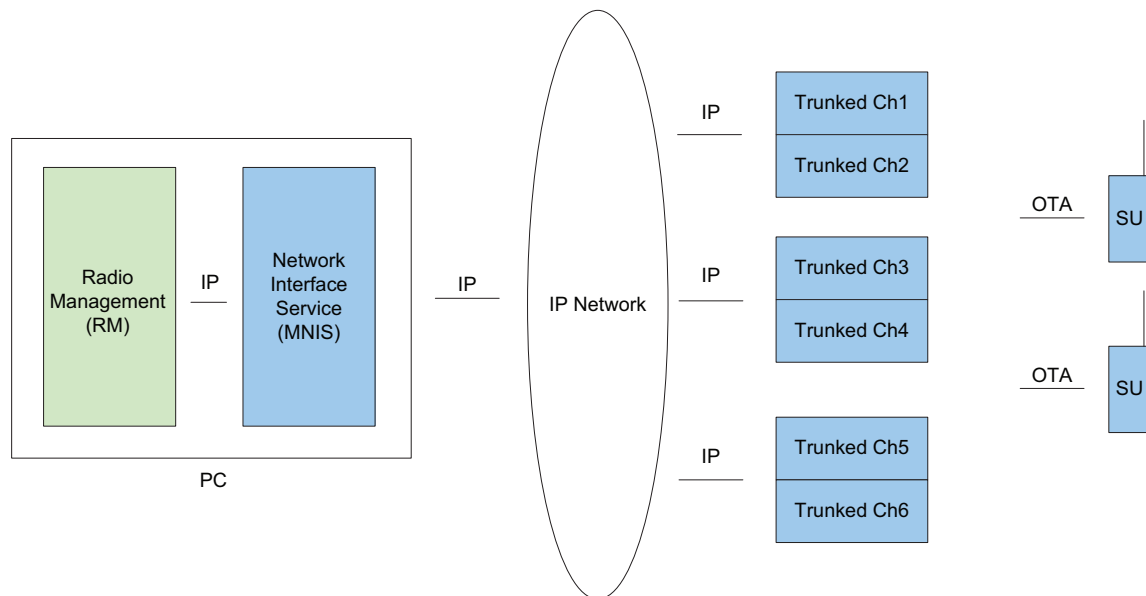 Radio
Management
(RM)
IP
Network
Interface
Service
(MNIS)
PC
IP
IP Network
IP
Trunked Ch1
Trunked Ch2
IP
Trunked Ch3
Trunked Ch4
IP
Trunked Ch5
Trunked Ch6
OTA
SU
OTA
SU